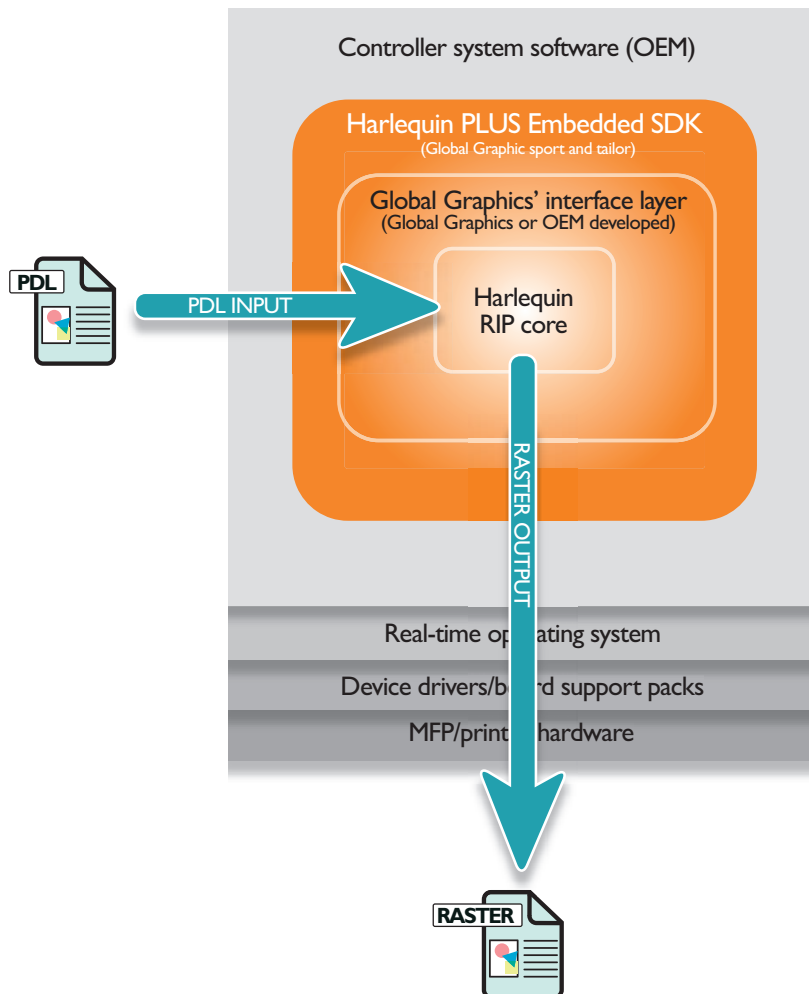 Controller system software (OEM)
Harlequin PLUS Embedded SDK
(Global Graphic sport and tailor)
Global Graphics’ interface layer
(Global Graphics or OEM developed)
PDL
PDL INPUT
Harlequin
RIP core
RASTER OUTPUT
Real-time op ating system
Device drivers/b rd support packs
MFP/print hardware
RASTER